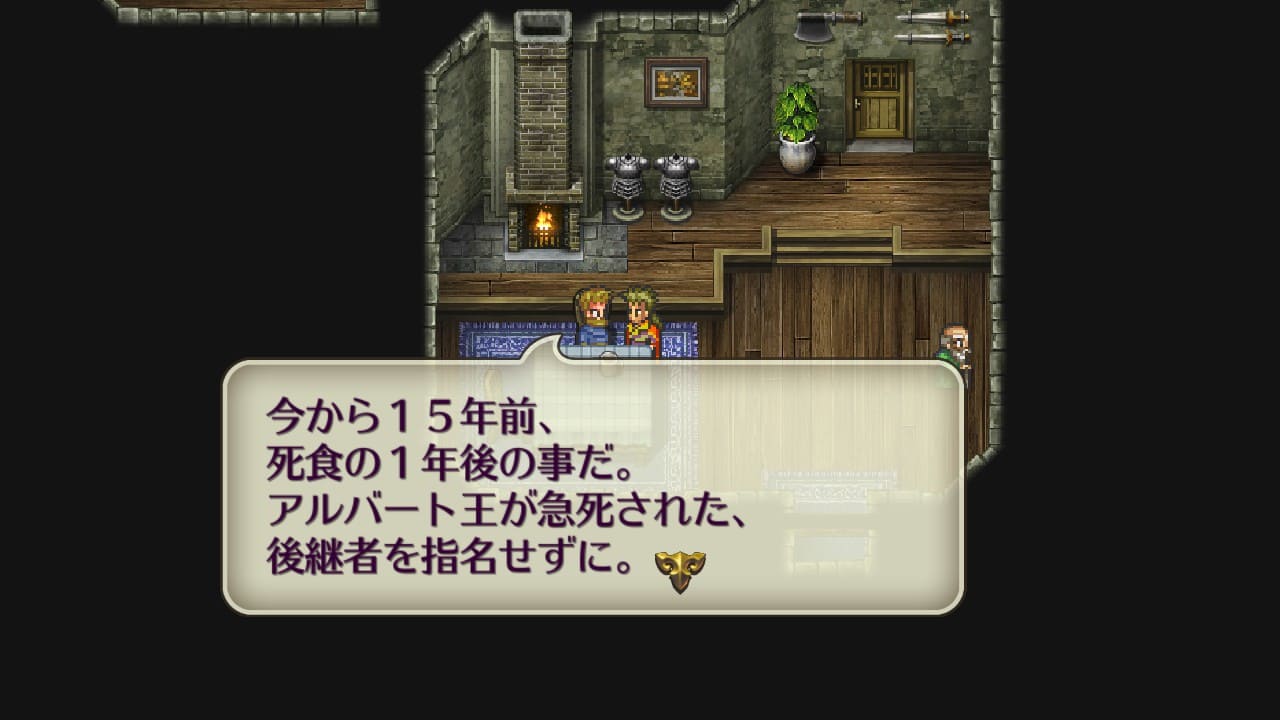 今から１５年前、
死食の１年後の事だ。
アルバート王が急死された、
後継者を指名せずに。